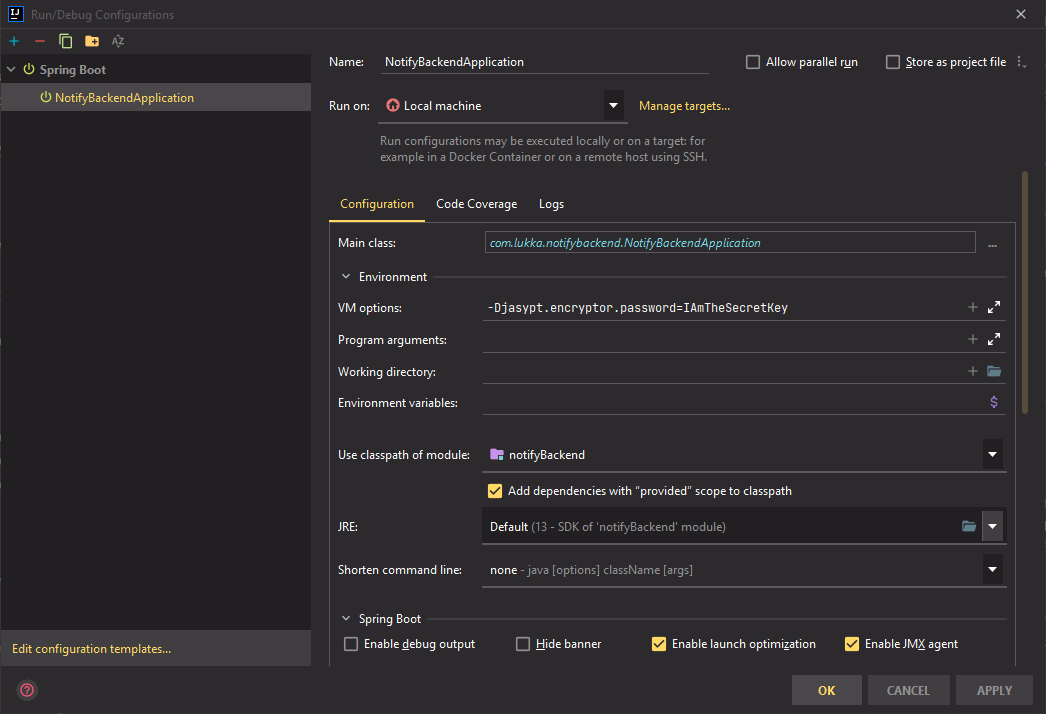 Run/Debug Configurations
Spring Boot
NotifyBackendApplication
Edit configuration templates...
Name: NotifyBackendApplication
Allow parallel run
Store as project file
Run on: Local machine
Manage targets...
Run configurations may be executed locally or on a target: for
example in a Docker Container or on a remote host using SSH.
Configuration Code Coverage Logs
Main class: com.lukka.notifybackend.NotifyBackendApplication ...
Environment
VM options: -Djasypt.encryptor.password=IAmTheSecretKey
Program arguments:
Working directory:
Environment variables: $
Use classpath of module: notifyBackend
Add dependencies with “provided” scope to classpath
JRE: Default (13 - SDK of 'notifyBackend' module)
Shorten command line: none - java [options] className [args]
Spring Boot
Enable debug output Hide banner Enable launch optimization Enable JMX agent
? OK CANCEL APPLY